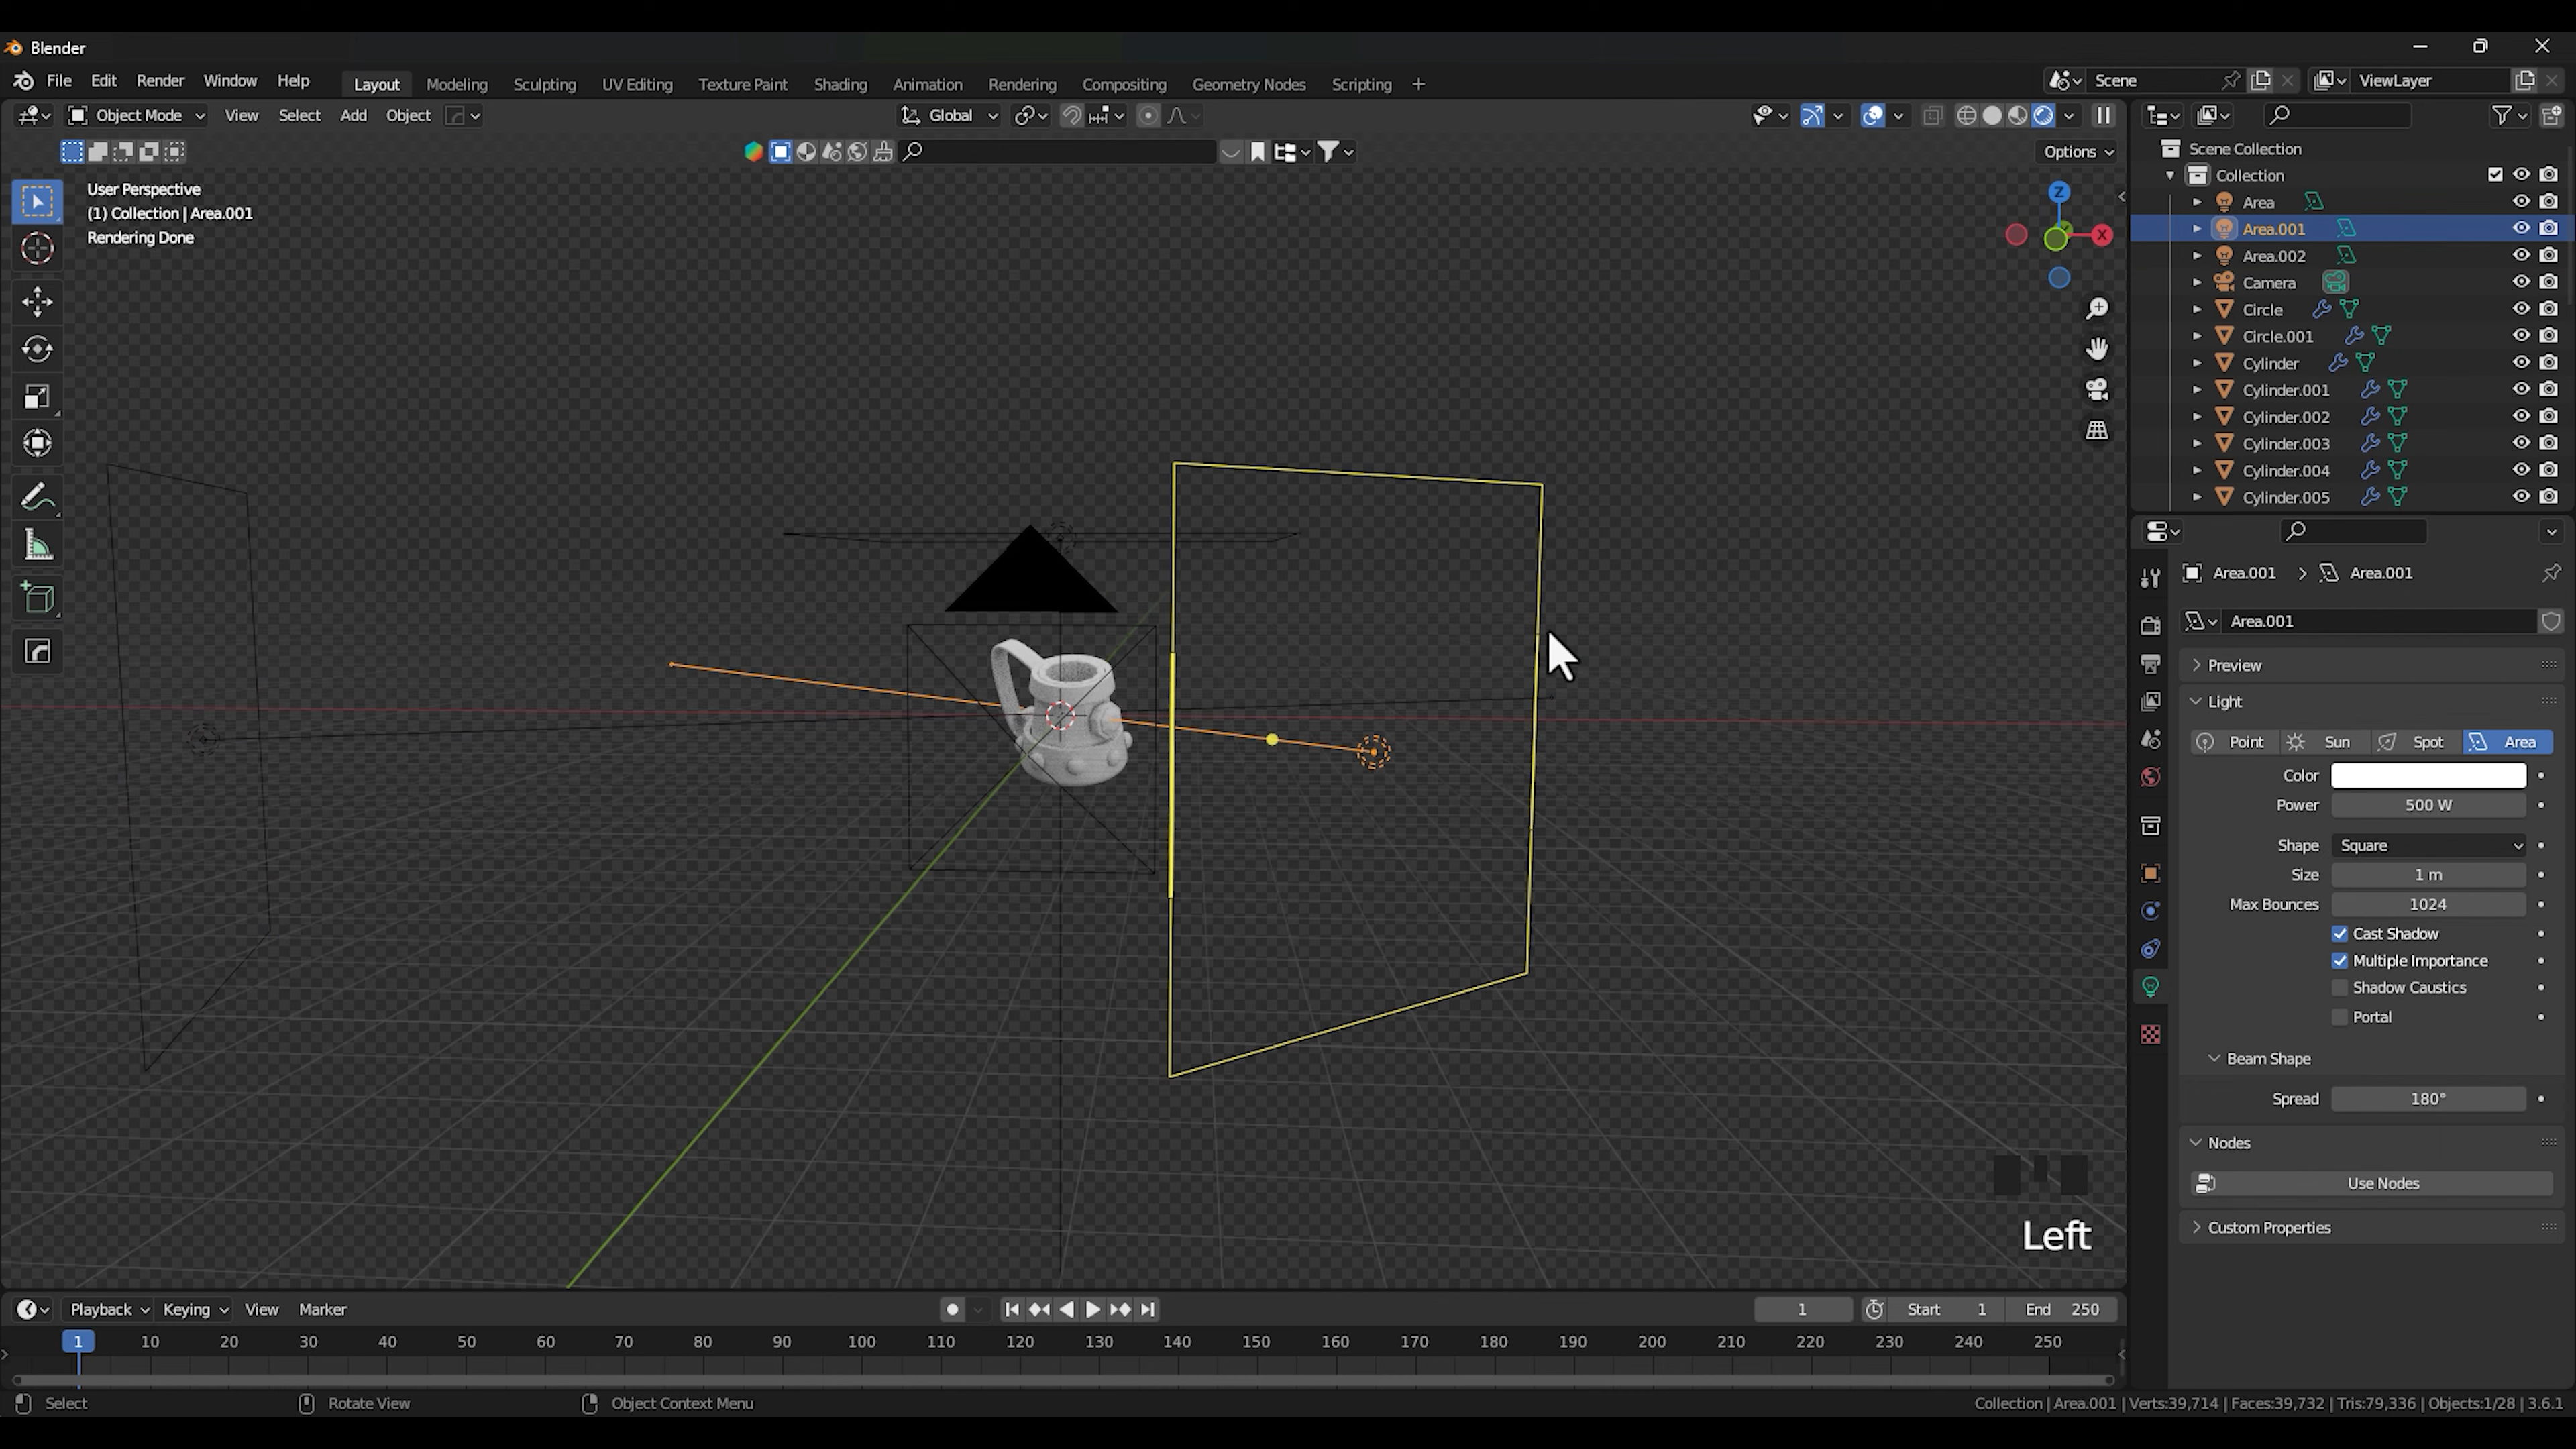 Blender
File Edit Render Window Help Layout Modeling Sculpting UV Editing Texture Paint Shading Animation Rendering Compositing Geometry Nodes Scripting + Scene ViewLayer
Object Mode View Select Add Object Global
Options
User Perspective
(1) Collection | Area.001
Rendering Done
Z
X
Scene Collection
Collection
Area
Area.001
Area.002
Camera
Circle
Circle.001
Cylinder
Cylinder.001
Cylinder.002
Cylinder.003
Cylinder.004
Cylinder.005
Area.001 > Area.001
Area.001
Preview
Light
Point Sun Spot Area
Color
Power 500 W
Shape Square
Size 1 m
Max Bounces 1024
Cast Shadow
Multiple Importance
Shadow Caustics
Portal
Beam Shape
Spread 180°
Nodes
Use Nodes
Custom Properties
Left
Playback Keying View Marker 1 Start 1 End 250
1 10 20 30 40 50 60 70 80 90 100 110 120 130 140 150 160 170 180 190 200 210 220 230 240 250
Select Rotate View Object Context Menu Collection | Area.001 | Verts:39,714 | Faces:39,732 | Tris:79,336 | Objects:1/28 | 3.6.1